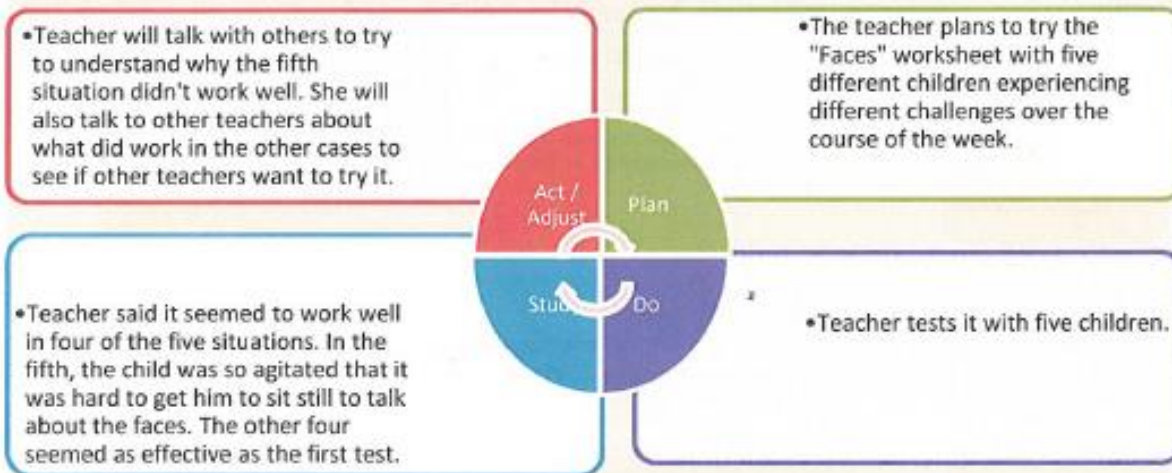 •Teacher will talk with others to try
to understand why the fifth
situation didn't work well. She will
also talk to other teachers about
what did work in the other cases to
see if other teachers want to try it.
•The teacher plans to try the
"Faces" worksheet with five
different children experiencing
different challenges over the
course of the week.
Act /
Adjust
Plan
Do
•Teacher said it seemed to work well
in four of the five situations. In the
fifth, the child was so agitated that it
was hard to get him to sit still to talk
about the faces. The other four
seemed as effective as the first test.
•Teacher tests it with five children.